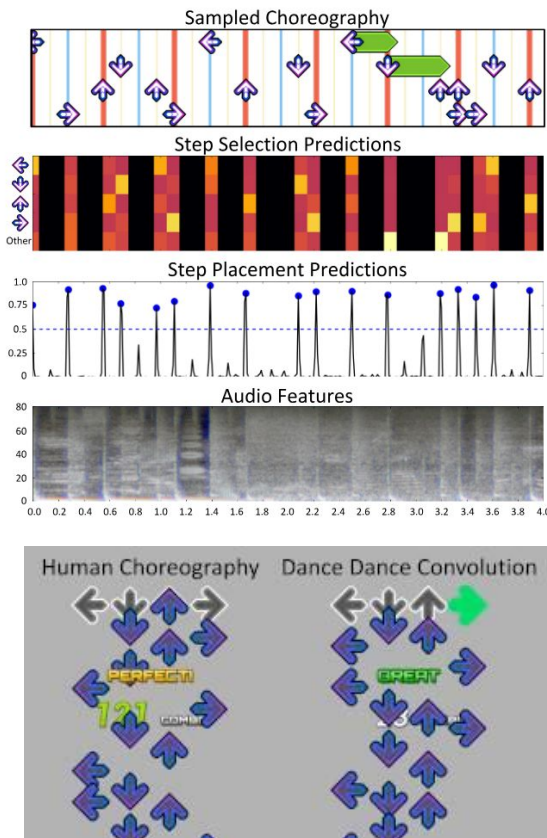 Sampled Choreography
Step Selection Predictions
Other
Step Placement Predictions
1.0
0.75
0.5
0.25
0
Audio Features
80
60
40
20
0
0.0 0.2 0.4 0.6 0.8 1.0 1.2 1.4 1.6 1.8 2.0 2.2 2.4 2.6 2.8 3.0 3.2 3.4 3.6 3.8 4.0
Human Choreography Dance Dance Convolution
PERFECT! GREAT
121